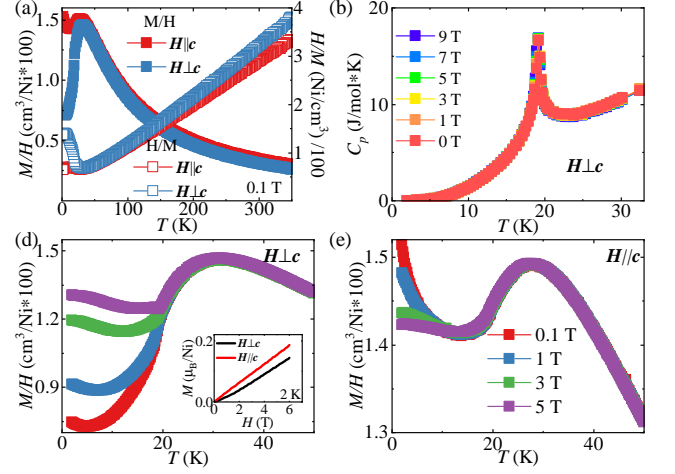 (a)
M/H
H||c
H⊥c
H/M
H||c
H⊥c
0.1 T
1.5
1.0
0.5
0.0
4
3
2
1
0 100 200 300
T (K)
M/H (cm³/Ni*100)
H/M (Ni/cm³)/100
(b)
9 T
7 T
5 T
3 T
1 T
0 T
H⊥c
20
10
0
0 10 20 30
T (K)
Cp (J/mol*K)
(d)
H⊥c
1.5
1.2
0.9
0 20 40
T (K)
M/H (cm³/Ni*100)
0.2
0.0
H⊥c
H//c
2 K
0 2 4 6
H (T)
M (μB/Ni)
(e)
H//c
0.1 T
1 T
3 T
5 T
1.5
1.4
1.3
0 20 40
T (K)
M/H (cm³/Ni*100)